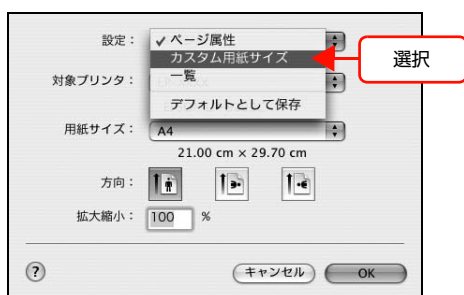 設定：
✓ページ属性
カスタム用紙サイズ
選択
一覧
対象プリンタ：
デフォルトとして保存
用紙サイズ： A4
21.00 cm × 29.70 cm
方向：
拡大縮小： 100 %
? キャンセル OK